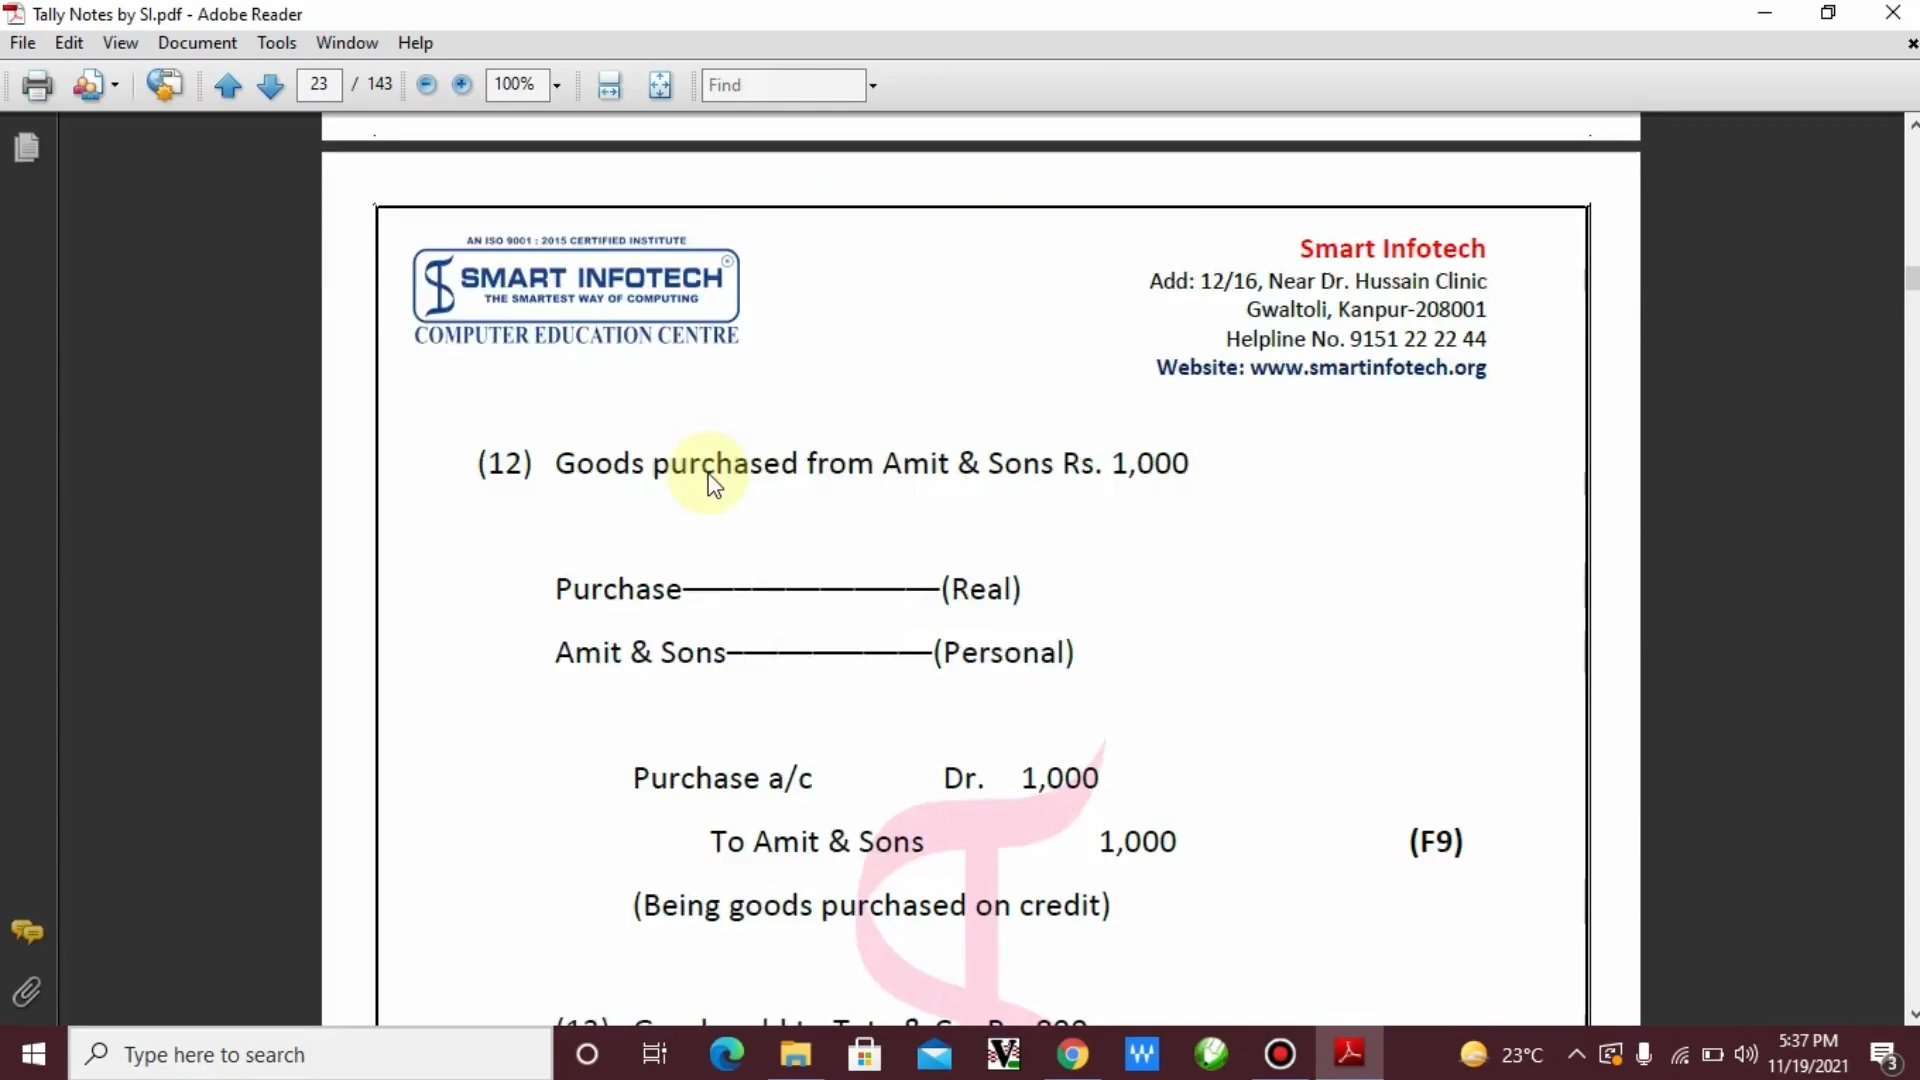 Tally Notes by SI.pdf - Adobe Reader
File Edit View Document Tools Window Help
23 / 143 100% Find
AN ISO 9001 : 2015 CERTIFIED INSTITUTE
SMART INFOTECH
THE SMARTEST WAY OF COMPUTING
COMPUTER EDUCATION CENTRE
Smart Infotech
Add: 12/16, Near Dr. Hussain Clinic
Gwaltoli, Kanpur-208001
Helpline No. 9151 22 22 44
Website: www.smartinfotech.org
(12) Goods purchased from Amit & Sons Rs. 1,000
Purchase (Real)
Amit & Sons (Personal)
Purchase a/c Dr. 1,000
To Amit & Sons 1,000 (F9)
(Being goods purchased on credit)
Type here to search
23°C
5:37 PM
11/19/2021
3